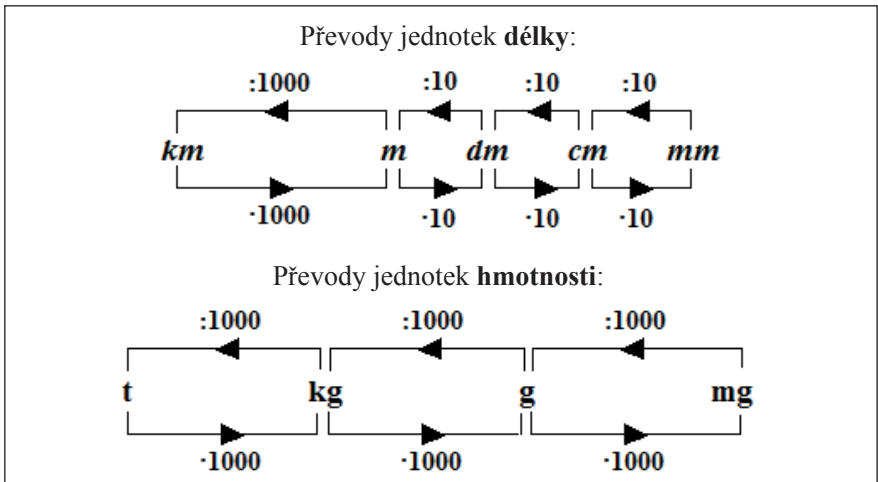 Převody jednotek délky:
:1000 :10 :10 :10
km m dm cm mm
·1000 ·10 ·10 ·10
Převody jednotek hmotnosti:
:1000 :1000 :1000
t kg g mg
·1000 ·1000 ·1000